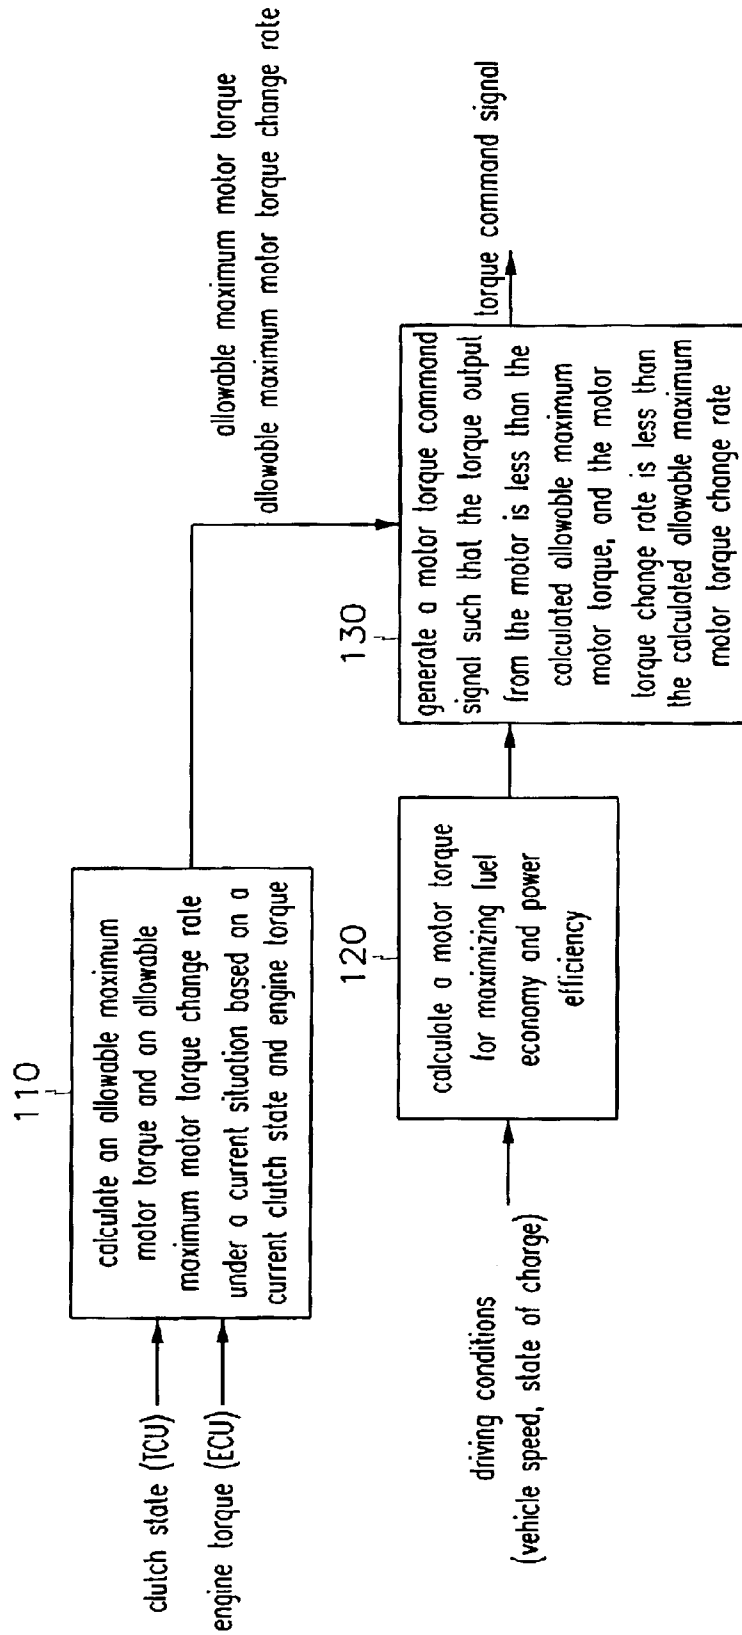 clutch state (TCU)
engine torque (ECU)
110
calculate an allowable maximum
motor torque and an allowable
maximum motor torque change rate
under a current situation based on a
current clutch state and engine torque
allowable maximum motor torque
allowable maximum motor torque change rate
driving conditions
(vehicle speed, state of charge)
120
calculate a motor torque
for maximizing fuel
economy and power
efficiency
130
generate a motor torque command
signal such that the torque output
from the motor is less than the
calculated allowable maximum
motor torque, and the motor
torque change rate is less than
the calculated allowable maximum
motor torque change rate
torque command signal